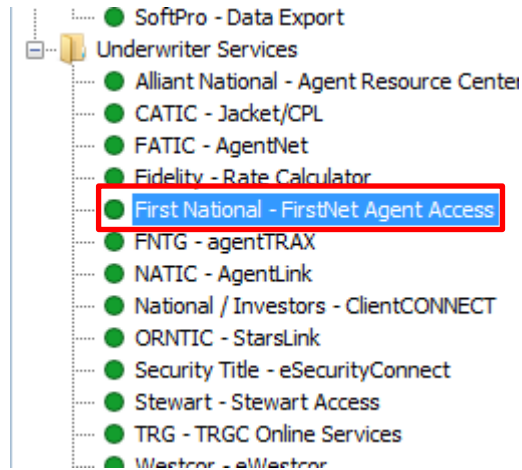 SoftPro - Data Export
Underwriter Services
Alliant National - Agent Resource Center
CATIC - Jacket/CPL
FATIC - AgentNet
Fidelity - Rate Calculator
First National - FirstNet Agent Access
FNTG - agentTRAX
NATIC - AgentLink
National / Investors - ClientCONNECT
ORNTIC - StarsLink
Security Title - eSecurityConnect
Stewart - Stewart Access
TRG - TRGC Online Services
Westcor - eWestcor